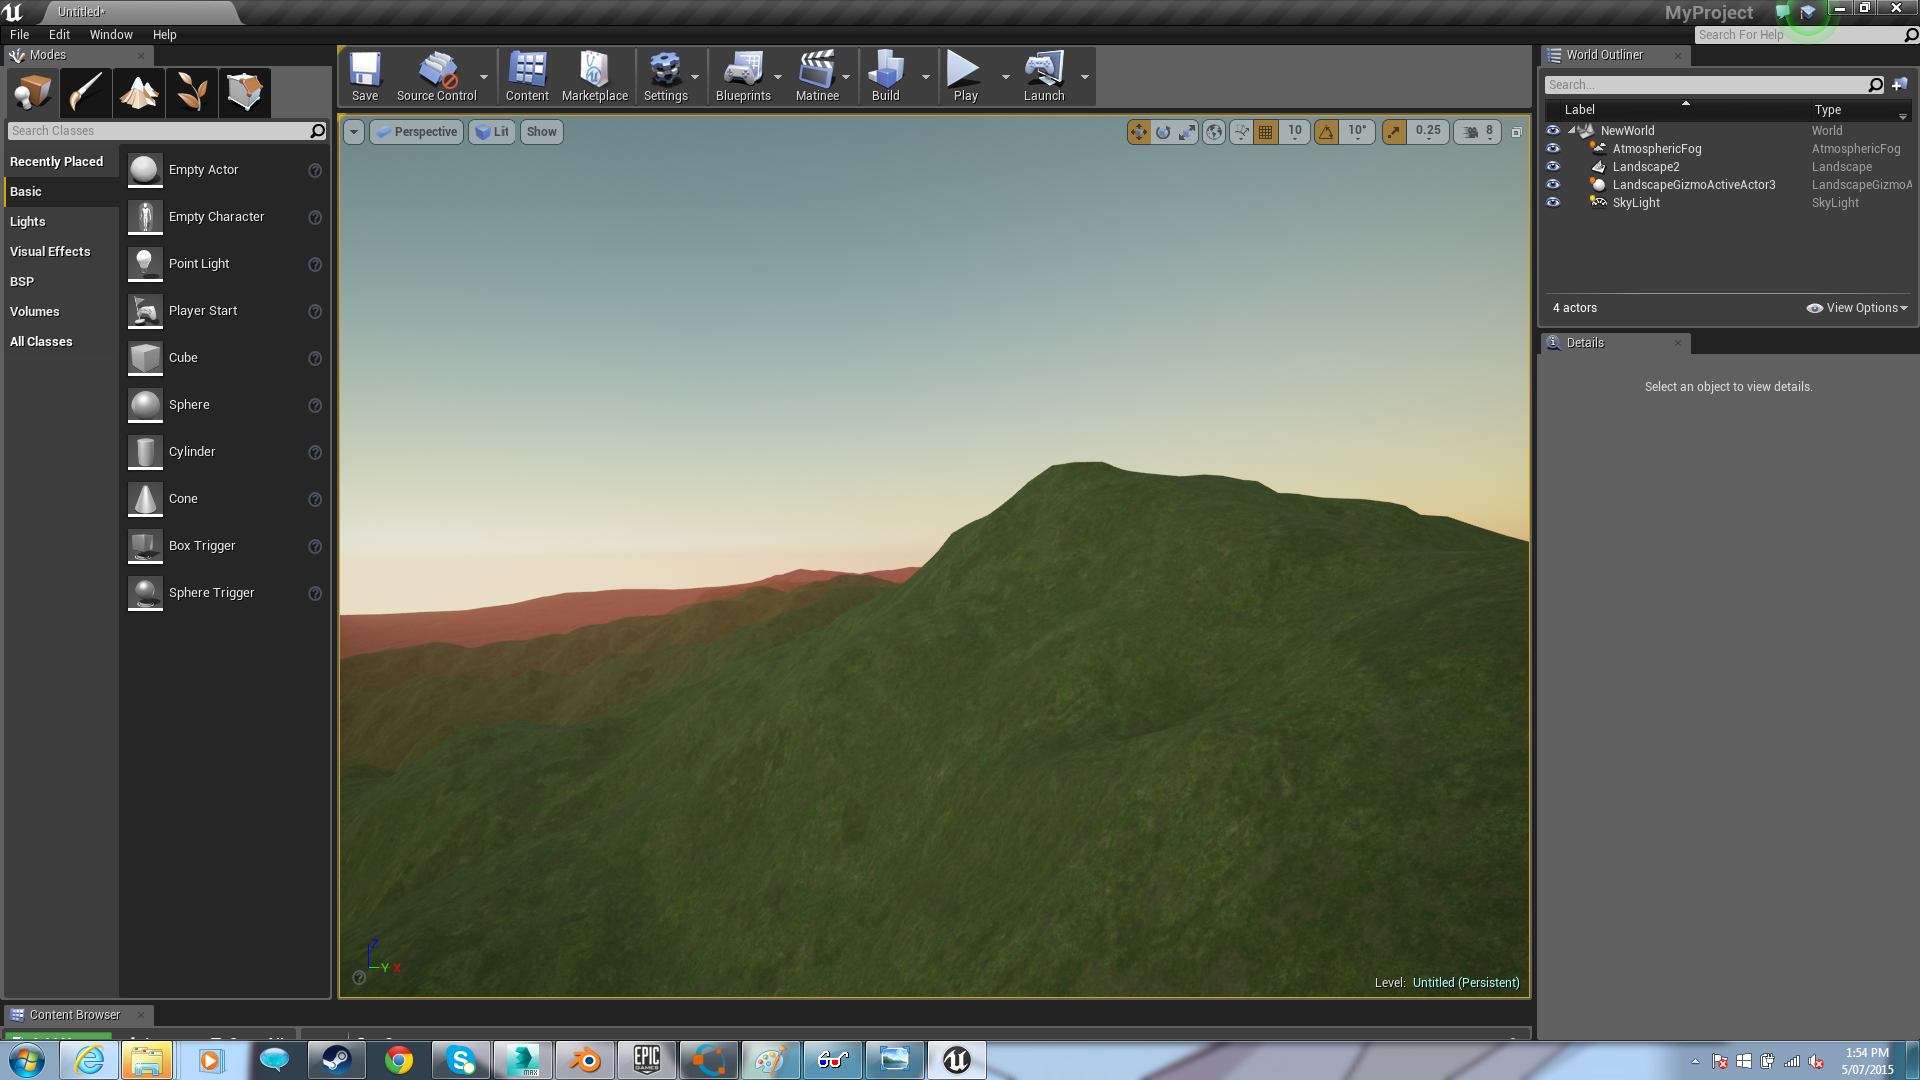 Untitled*
MyProject
File Edit Window Help
Search For Help
Modes
Search Classes
Recently Placed
Basic
Lights
Visual Effects
BSP
Volumes
All Classes
Empty Actor
Empty Character
Point Light
Player Start
Cube
Sphere
Cylinder
Cone
Box Trigger
Sphere Trigger
Save Source Control Content Marketplace Settings Blueprints Matinee Build Play Launch
Perspective Lit Show
10 10° 0.25 8
Z
Y X
Level: Untitled (Persistent)
World Outliner
Search...
Label Type
NewWorld World
AtmosphericFog AtmosphericFog
Landscape2 Landscape
LandscapeGizmoActiveActor3 LandscapeGizmoA
SkyLight SkyLight
4 actors View Options
Details
Select an object to view details.
Content Browser
MAX
EPIC
GAMES
1:54 PM
5/07/2015